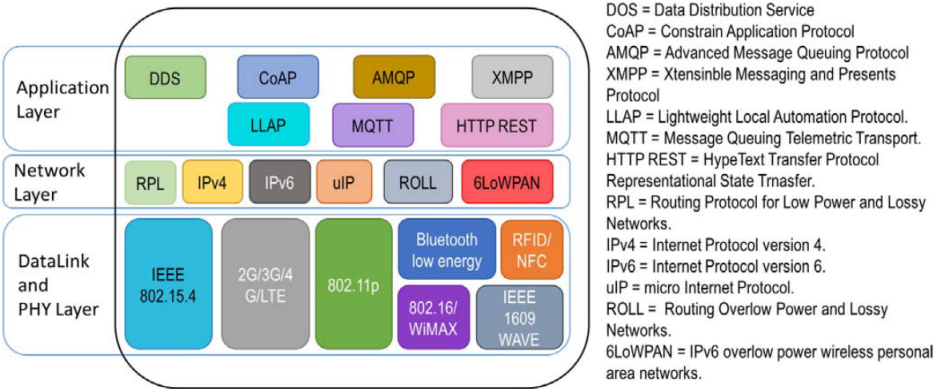 Application
Layer
DDS
CoAP
AMQP
XMPP
LLAP
MQTT
HTTP REST
Network
Layer
RPL
IPv4
IPv6
uIP
ROLL
6LoWPAN
DataLink
and
PHY Layer
IEEE
802.15.4
2G/3G/4
G/LTE
802.11p
Bluetooth
low energy
RFID/
NFC
802.16/
WiMAX
IEEE
1609
WAVE
DOS = Data Distribution Service
CoAP = Constrain Application Protocol
AMQP = Advanced Message Queuing Protocol
XMPP = Xtensinble Messaging and Presents
Protocol
LLAP = Lightweight Local Automation Protocol.
MQTT = Message Queuing Telemetric Transport.
HTTP REST = HypeText Transfer Protocol
Representational State Trnasfer.
RPL = Routing Protocol for Low Power and Lossy
Networks.
IPv4 = Internet Protocol version 4.
IPv6 = Internet Protocol version 6.
uIP = micro Internet Protocol.
ROLL = Routing Overlow Power and Lossy
Networks.
6LoWPAN = IPv6 overlow power wireless personal
area networks.